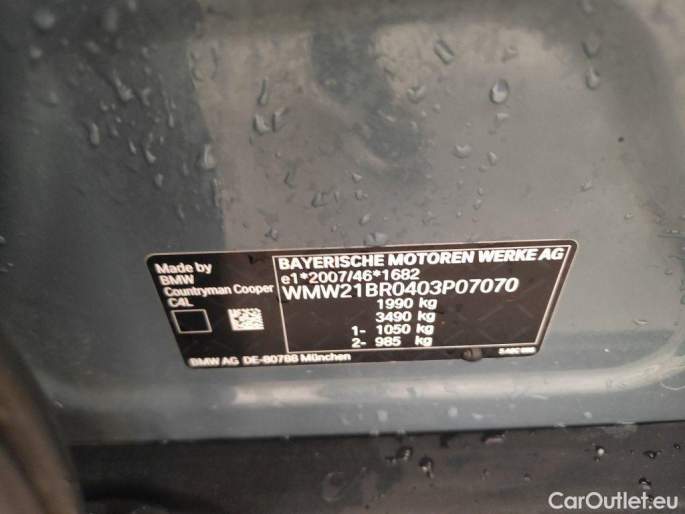 Made by
BMW
Countryman Cooper
C4L
BAYERISCHE MOTOREN WERKE AG
e1*2007/46*1682
WMW21BR0403P07070
1990 kg
3490 kg
1- 1050 kg
2- 985 kg
BMW AG DE-80788 München
CarOutlet.eu